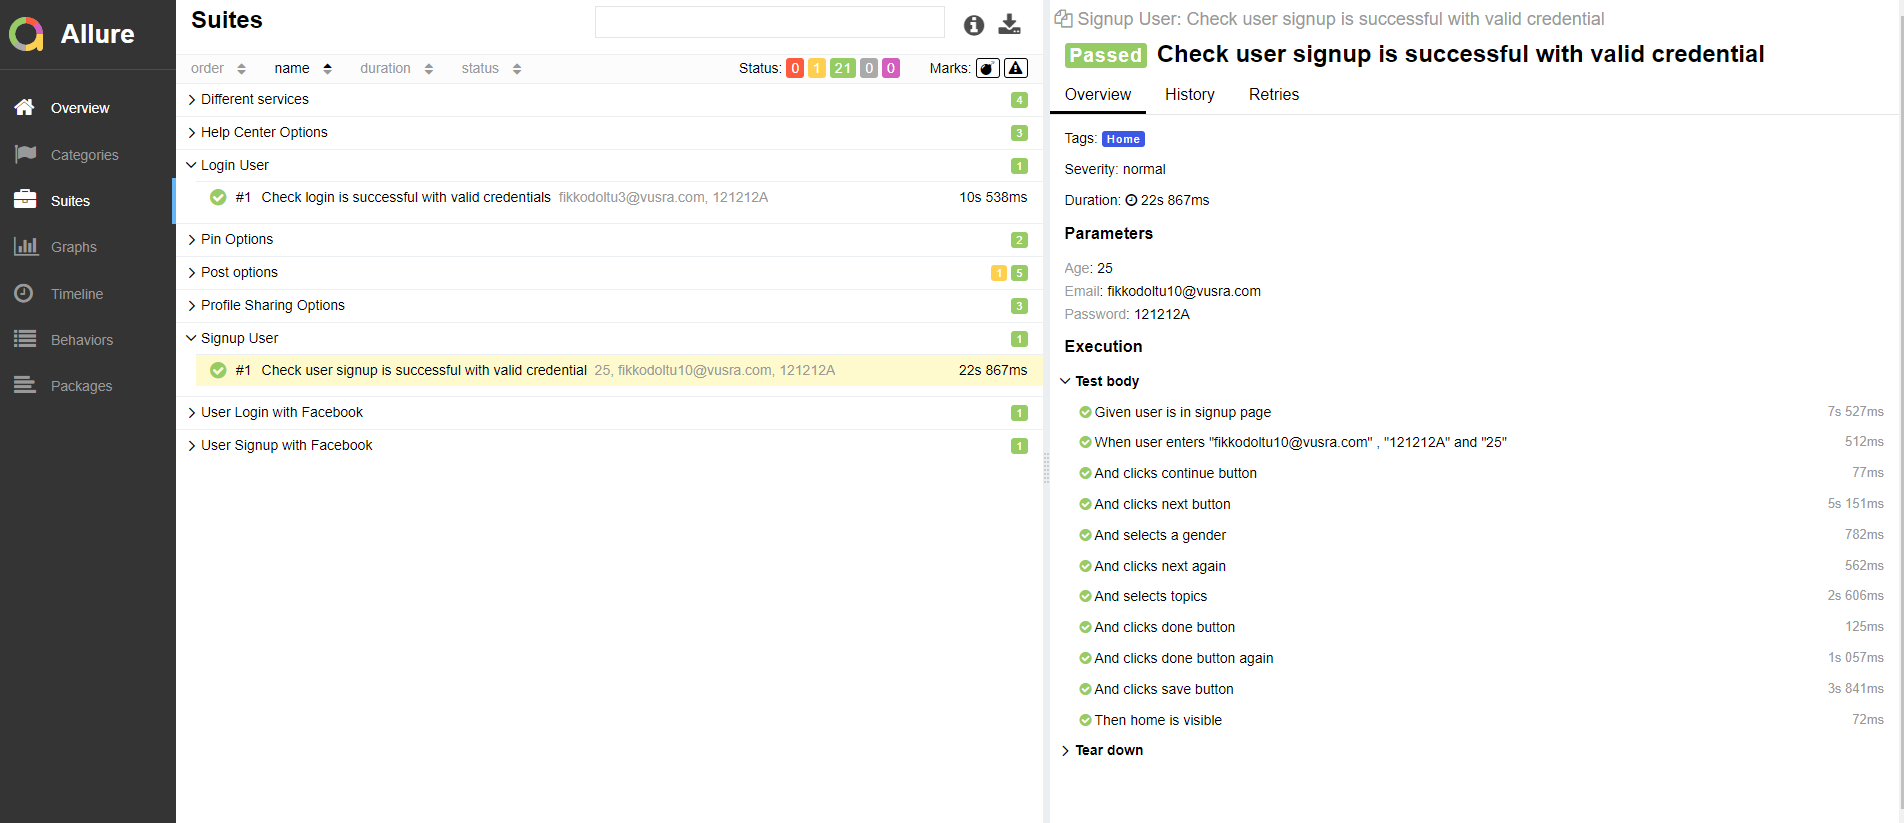 Allure
Overview
Categories
Suites
Graphs
Timeline
Behaviors
Packages
Suites
order name duration status Status: 0 1 21 0 0 Marks:
Different services 4
Help Center Options 3
Login User 1
#1 Check login is successful with valid credentials fikkodoltu3@vusra.com, 121212A 10s 538ms
Pin Options 2
Post options 1 5
Profile Sharing Options 3
Signup User 1
#1 Check user signup is successful with valid credential 25, fikkodoltu10@vusra.com, 121212A 22s 867ms
User Login with Facebook 1
User Signup with Facebook 1
Signup User: Check user signup is successful with valid credential
Passed Check user signup is successful with valid credential
Overview History Retries
Tags: Home
Severity: normal
Duration: 22s 867ms
Parameters
Age: 25
Email: fikkodoltu10@vusra.com
Password: 121212A
Execution
Test body
Given user is in signup page 7s 527ms
When user enters "fikkodoltu10@vusra.com" , "121212A" and "25" 512ms
And clicks continue button 77ms
And clicks next button 5s 151ms
And selects a gender 782ms
And clicks next again 562ms
And selects topics 2s 606ms
And clicks done button 125ms
And clicks done button again 1s 057ms
And clicks save button 3s 841ms
Then home is visible 72ms
Tear down